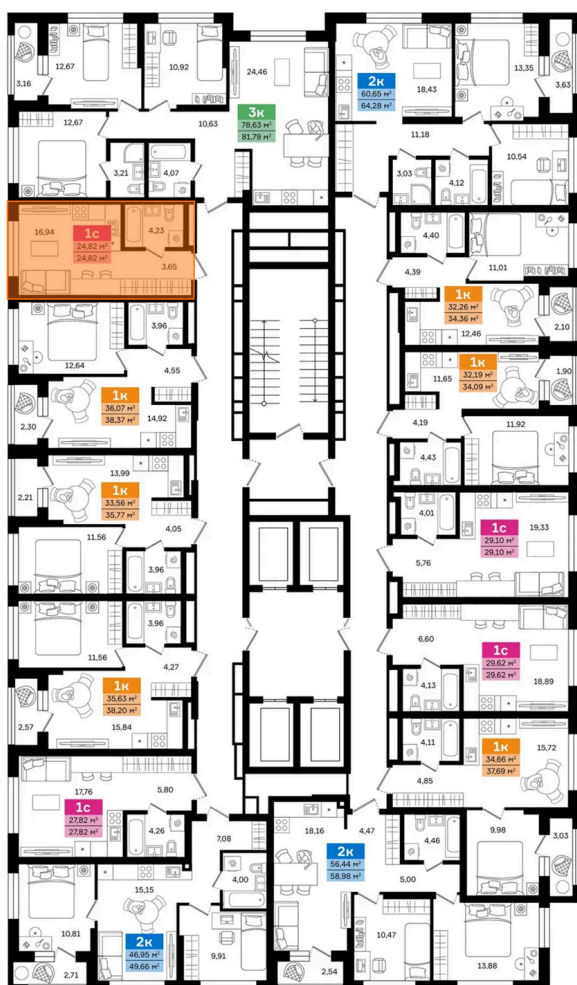 12,67
10,92
24,46
3,16
3к
78,63 м²
81,79 м²
12,67
10,63
3,21
4,07
2к
60,65 м²
64,28 м²
18,43
13,35
3,63
11,18
10,54
3,03
4,12
16,94
1с
24,82 м²
24,82 м²
4,23
3,65
4,40
4,39
11,01
1к
32,26 м²
34,36 м²
12,46
2,10
3,96
12,64
4,55
1к
36,07 м²
38,37 м²
14,92
2,30
11,65
1к
32,19 м²
34,09 м²
1,90
4,19
11,92
4,43
13,99
2,21
1к
33,56 м²
35,77 м²
4,05
11,56
3,96
4,01
1с
29,10 м²
29,10 м²
19,33
5,76
3,96
11,56
4,27
1к
35,63 м²
38,20 м²
2,57
15,84
6,60
1с
29,62 м²
29,62 м²
4,13
18,89
4,11
1к
34,66 м²
37,69 м²
15,72
4,85
17,76
5,80
1с
27,82 м²
27,82 м²
4,26
7,08
4,00
15,15
10,81
2к
46,95 м²
49,66 м²
9,91
2,71
18,16
4,47
2к
56,44 м²
58,98 м²
4,46
5,00
9,98
3,03
10,47
13,88
2,54